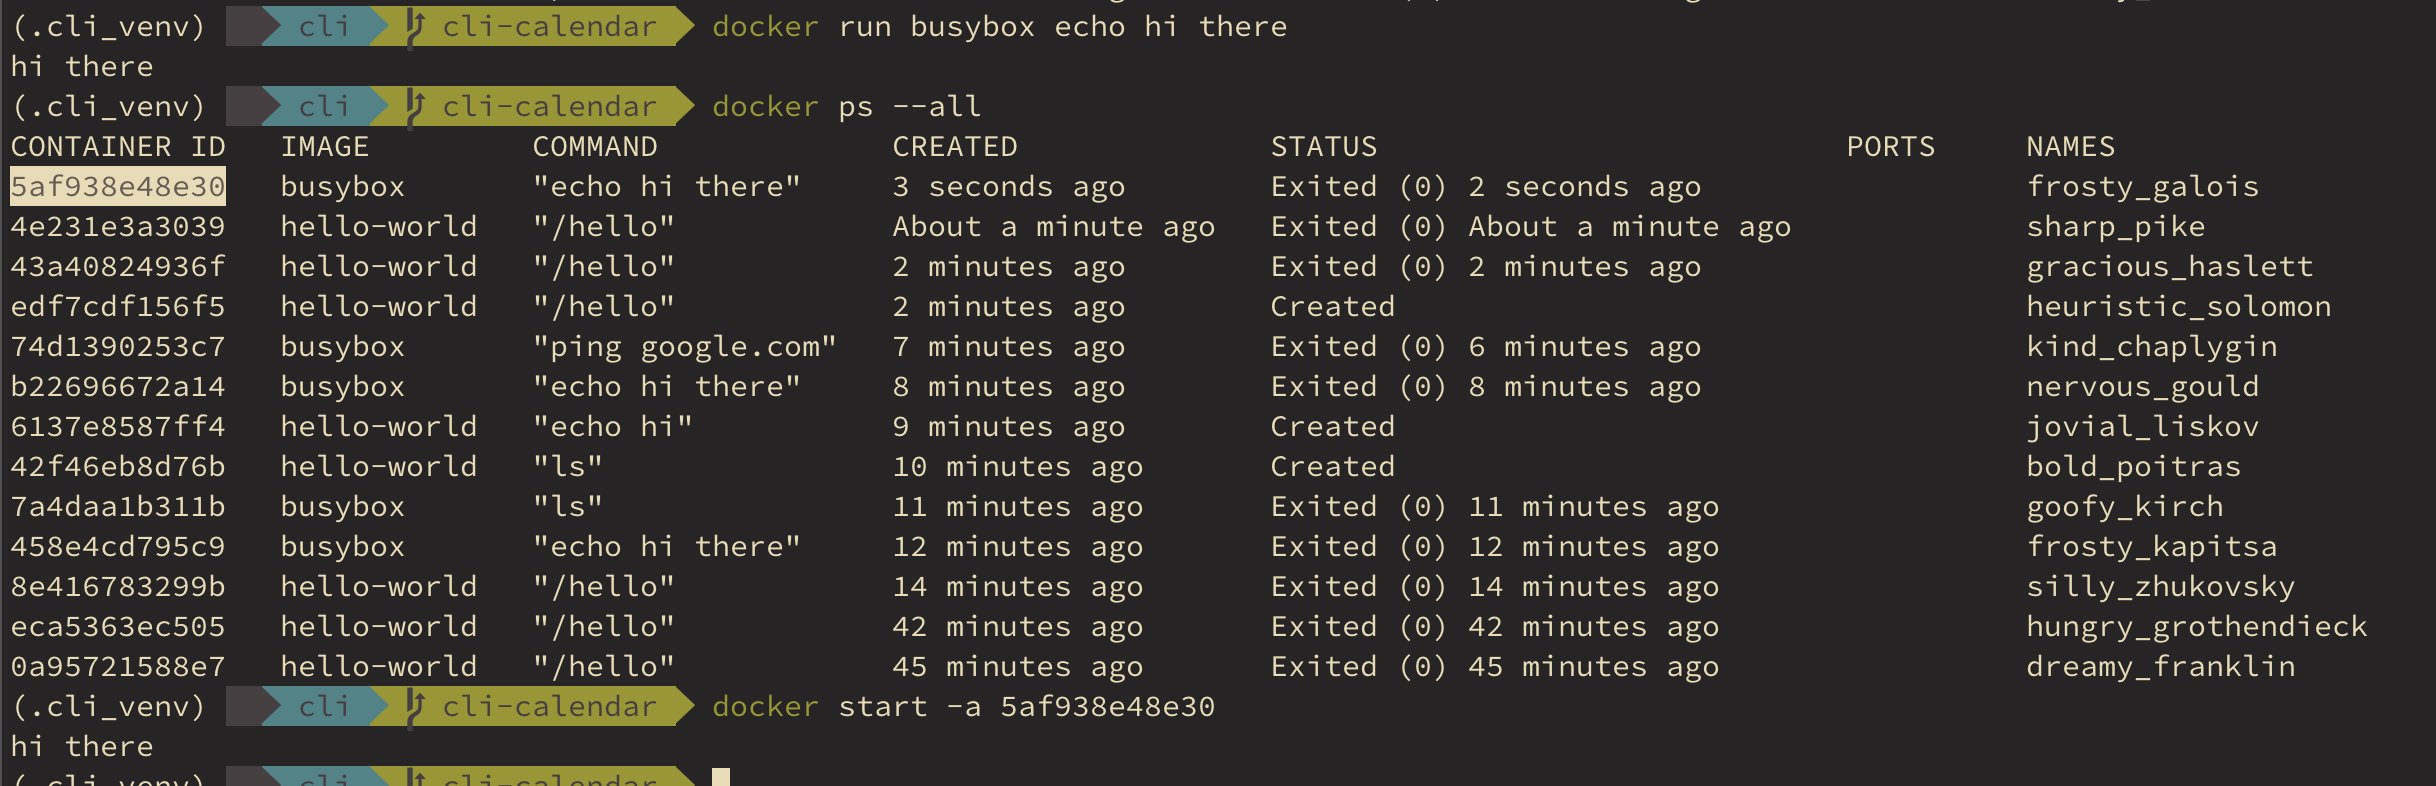 (.cli_venv) cli cli-calendar docker run busybox echo hi there
hi there
(.cli_venv) cli cli-calendar docker ps --all
CONTAINER ID IMAGE COMMAND CREATED STATUS PORTS NAMES
5af938e48e30 busybox "echo hi there" 3 seconds ago Exited (0) 2 seconds ago frosty_galois
4e231e3a3039 hello-world "/hello" About a minute ago Exited (0) About a minute ago sharp_pike
43a40824936f hello-world "/hello" 2 minutes ago Exited (0) 2 minutes ago gracious_haslett
edf7cdf156f5 hello-world "/hello" 2 minutes ago Created heuristic_solomon
74d1390253c7 busybox "ping google.com" 7 minutes ago Exited (0) 6 minutes ago kind_chaplygin
b22696672a14 busybox "echo hi there" 8 minutes ago Exited (0) 8 minutes ago nervous_gould
6137e8587ff4 hello-world "echo hi" 9 minutes ago Created jovial_liskov
42f46eb8d76b hello-world "ls" 10 minutes ago Created bold_poitras
7a4daa1b311b busybox "ls" 11 minutes ago Exited (0) 11 minutes ago goofy_kirch
458e4cd795c9 busybox "echo hi there" 12 minutes ago Exited (0) 12 minutes ago frosty_kapitsa
8e416783299b hello-world "/hello" 14 minutes ago Exited (0) 14 minutes ago silly_zhukovsky
eca5363ec505 hello-world "/hello" 42 minutes ago Exited (0) 42 minutes ago hungry_grothendieck
0a95721588e7 hello-world "/hello" 45 minutes ago Exited (0) 45 minutes ago dreamy_franklin
(.cli_venv) cli cli-calendar docker start -a 5af938e48e30
hi there
(.cli_venv) cli cli-calendar